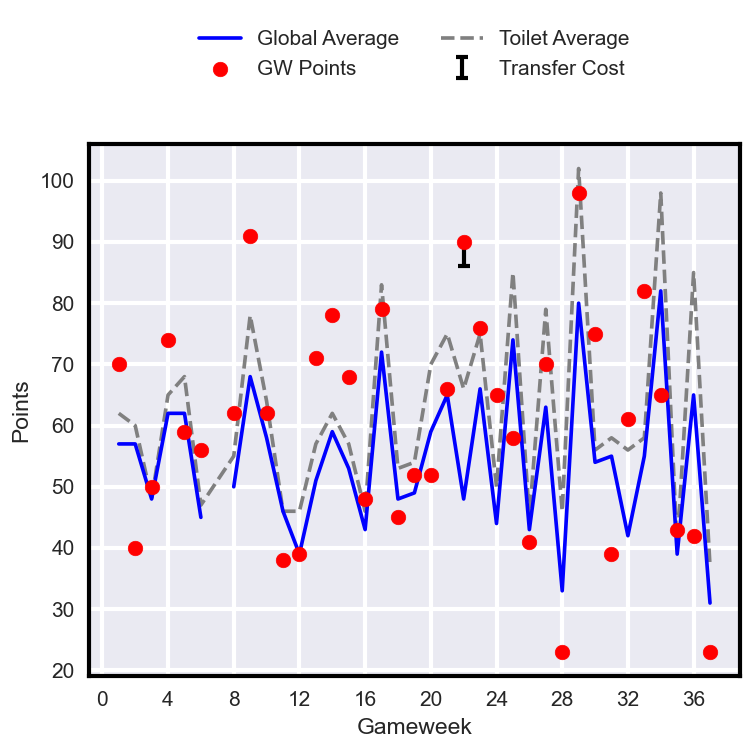 Global Average
Toilet Average
GW Points
Transfer Cost
Points
100
90
80
70
60
50
40
30
20
0 4 8 12 16 20 24 28 32 36
Gameweek